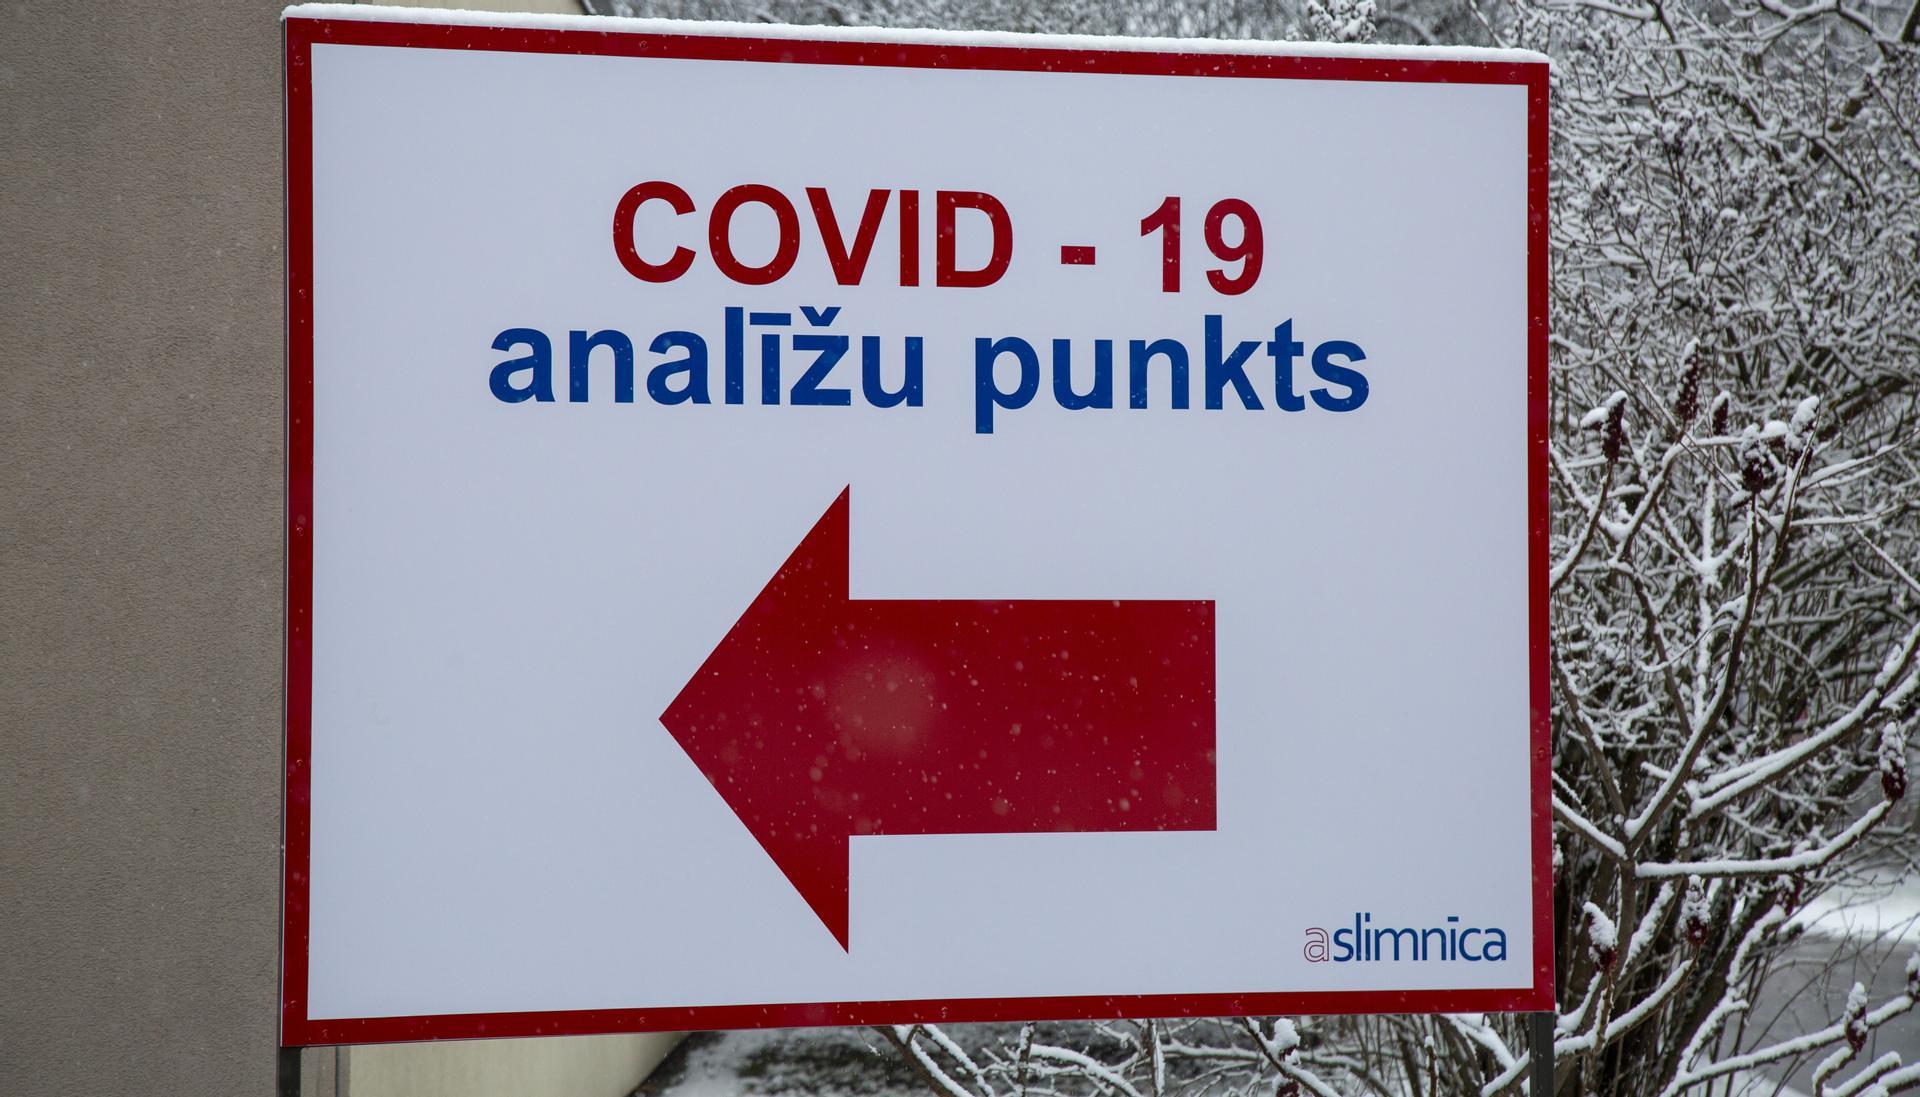 COVID - 19
analīžu punkts
aslimnīca